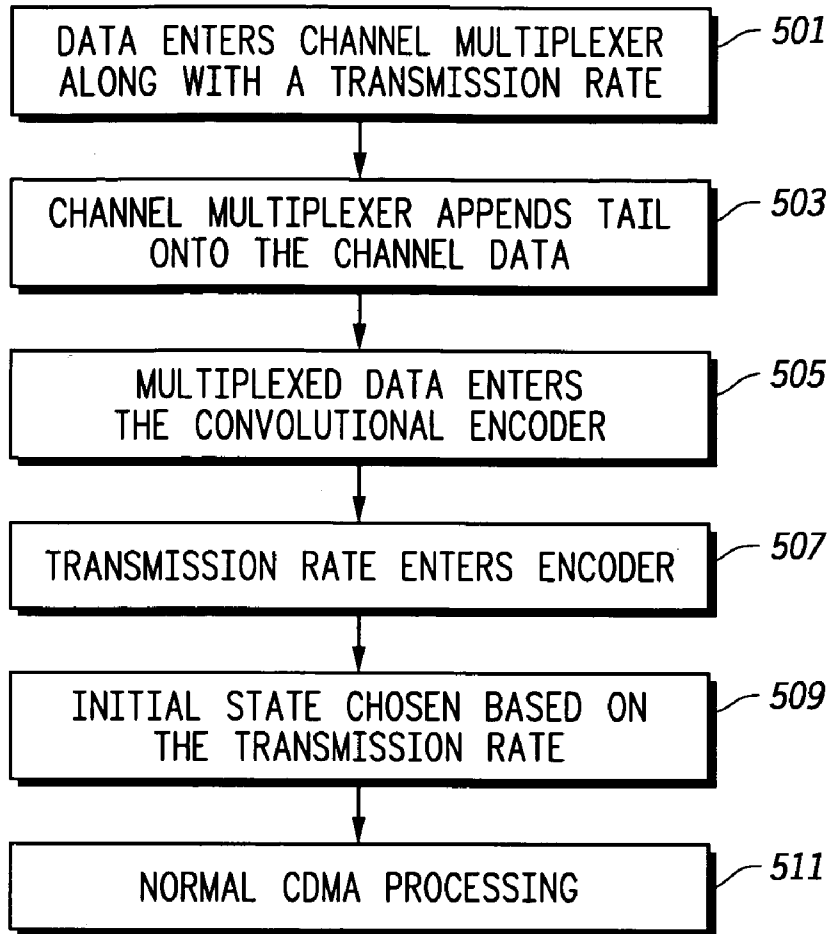 DATA ENTERS CHANNEL MULTIPLEXER
ALONG WITH A TRANSMISSION RATE
501
CHANNEL MULTIPLEXER APPENDS TAIL
ONTO THE CHANNEL DATA
503
MULTIPLEXED DATA ENTERS
THE CONVOLUTIONAL ENCODER
505
TRANSMISSION RATE ENTERS ENCODER
507
INITIAL STATE CHOSEN BASED ON
THE TRANSMISSION RATE
509
NORMAL CDMA PROCESSING
511